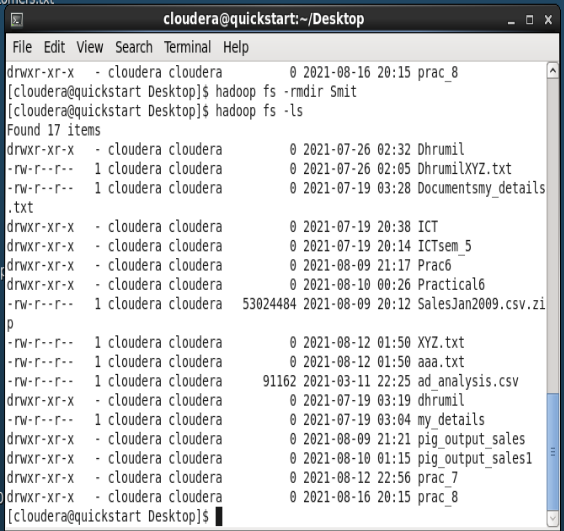 omers.txt
cloudera@quickstart:~/Desktop
File Edit View Search Terminal Help
drwxr-xr-x   - cloudera cloudera          0 2021-08-16 20:15 prac_8
[cloudera@quickstart Desktop]$ hadoop fs -rmdir Smit
[cloudera@quickstart Desktop]$ hadoop fs -ls
Found 17 items
drwxr-xr-x   - cloudera cloudera          0 2021-07-26 02:32 Dhrumil
-rw-r--r--   1 cloudera cloudera          0 2021-07-26 02:05 DhrumilXYZ.txt
-rw-r--r--   1 cloudera cloudera          0 2021-07-19 03:28 Documentsmy_details
.txt
drwxr-xr-x   - cloudera cloudera          0 2021-07-19 20:38 ICT
drwxr-xr-x   - cloudera cloudera          0 2021-07-19 20:14 ICTsem_5
drwxr-xr-x   - cloudera cloudera          0 2021-08-09 21:17 Prac6
drwxr-xr-x   - cloudera cloudera          0 2021-08-10 00:26 Practical6
-rw-r--r--   1 cloudera cloudera   53024484 2021-08-09 20:12 SalesJan2009.csv.zi
p
-rw-r--r--   1 cloudera cloudera          0 2021-08-12 01:50 XYZ.txt
-rw-r--r--   1 cloudera cloudera          0 2021-08-12 01:50 aaa.txt
-rw-r--r--   1 cloudera cloudera      91162 2021-03-11 22:25 ad_analysis.csv
drwxr-xr-x   - cloudera cloudera          0 2021-07-19 03:19 dhrumil
-rw-r--r--   1 cloudera cloudera          0 2021-07-19 03:04 my_details
drwxr-xr-x   - cloudera cloudera          0 2021-08-09 21:21 pig_output_sales
drwxr-xr-x   - cloudera cloudera          0 2021-08-10 01:15 pig_output_sales1
drwxr-xr-x   - cloudera cloudera          0 2021-08-12 22:56 prac_7
drwxr-xr-x   - cloudera cloudera          0 2021-08-16 20:15 prac_8
[cloudera@quickstart Desktop]$